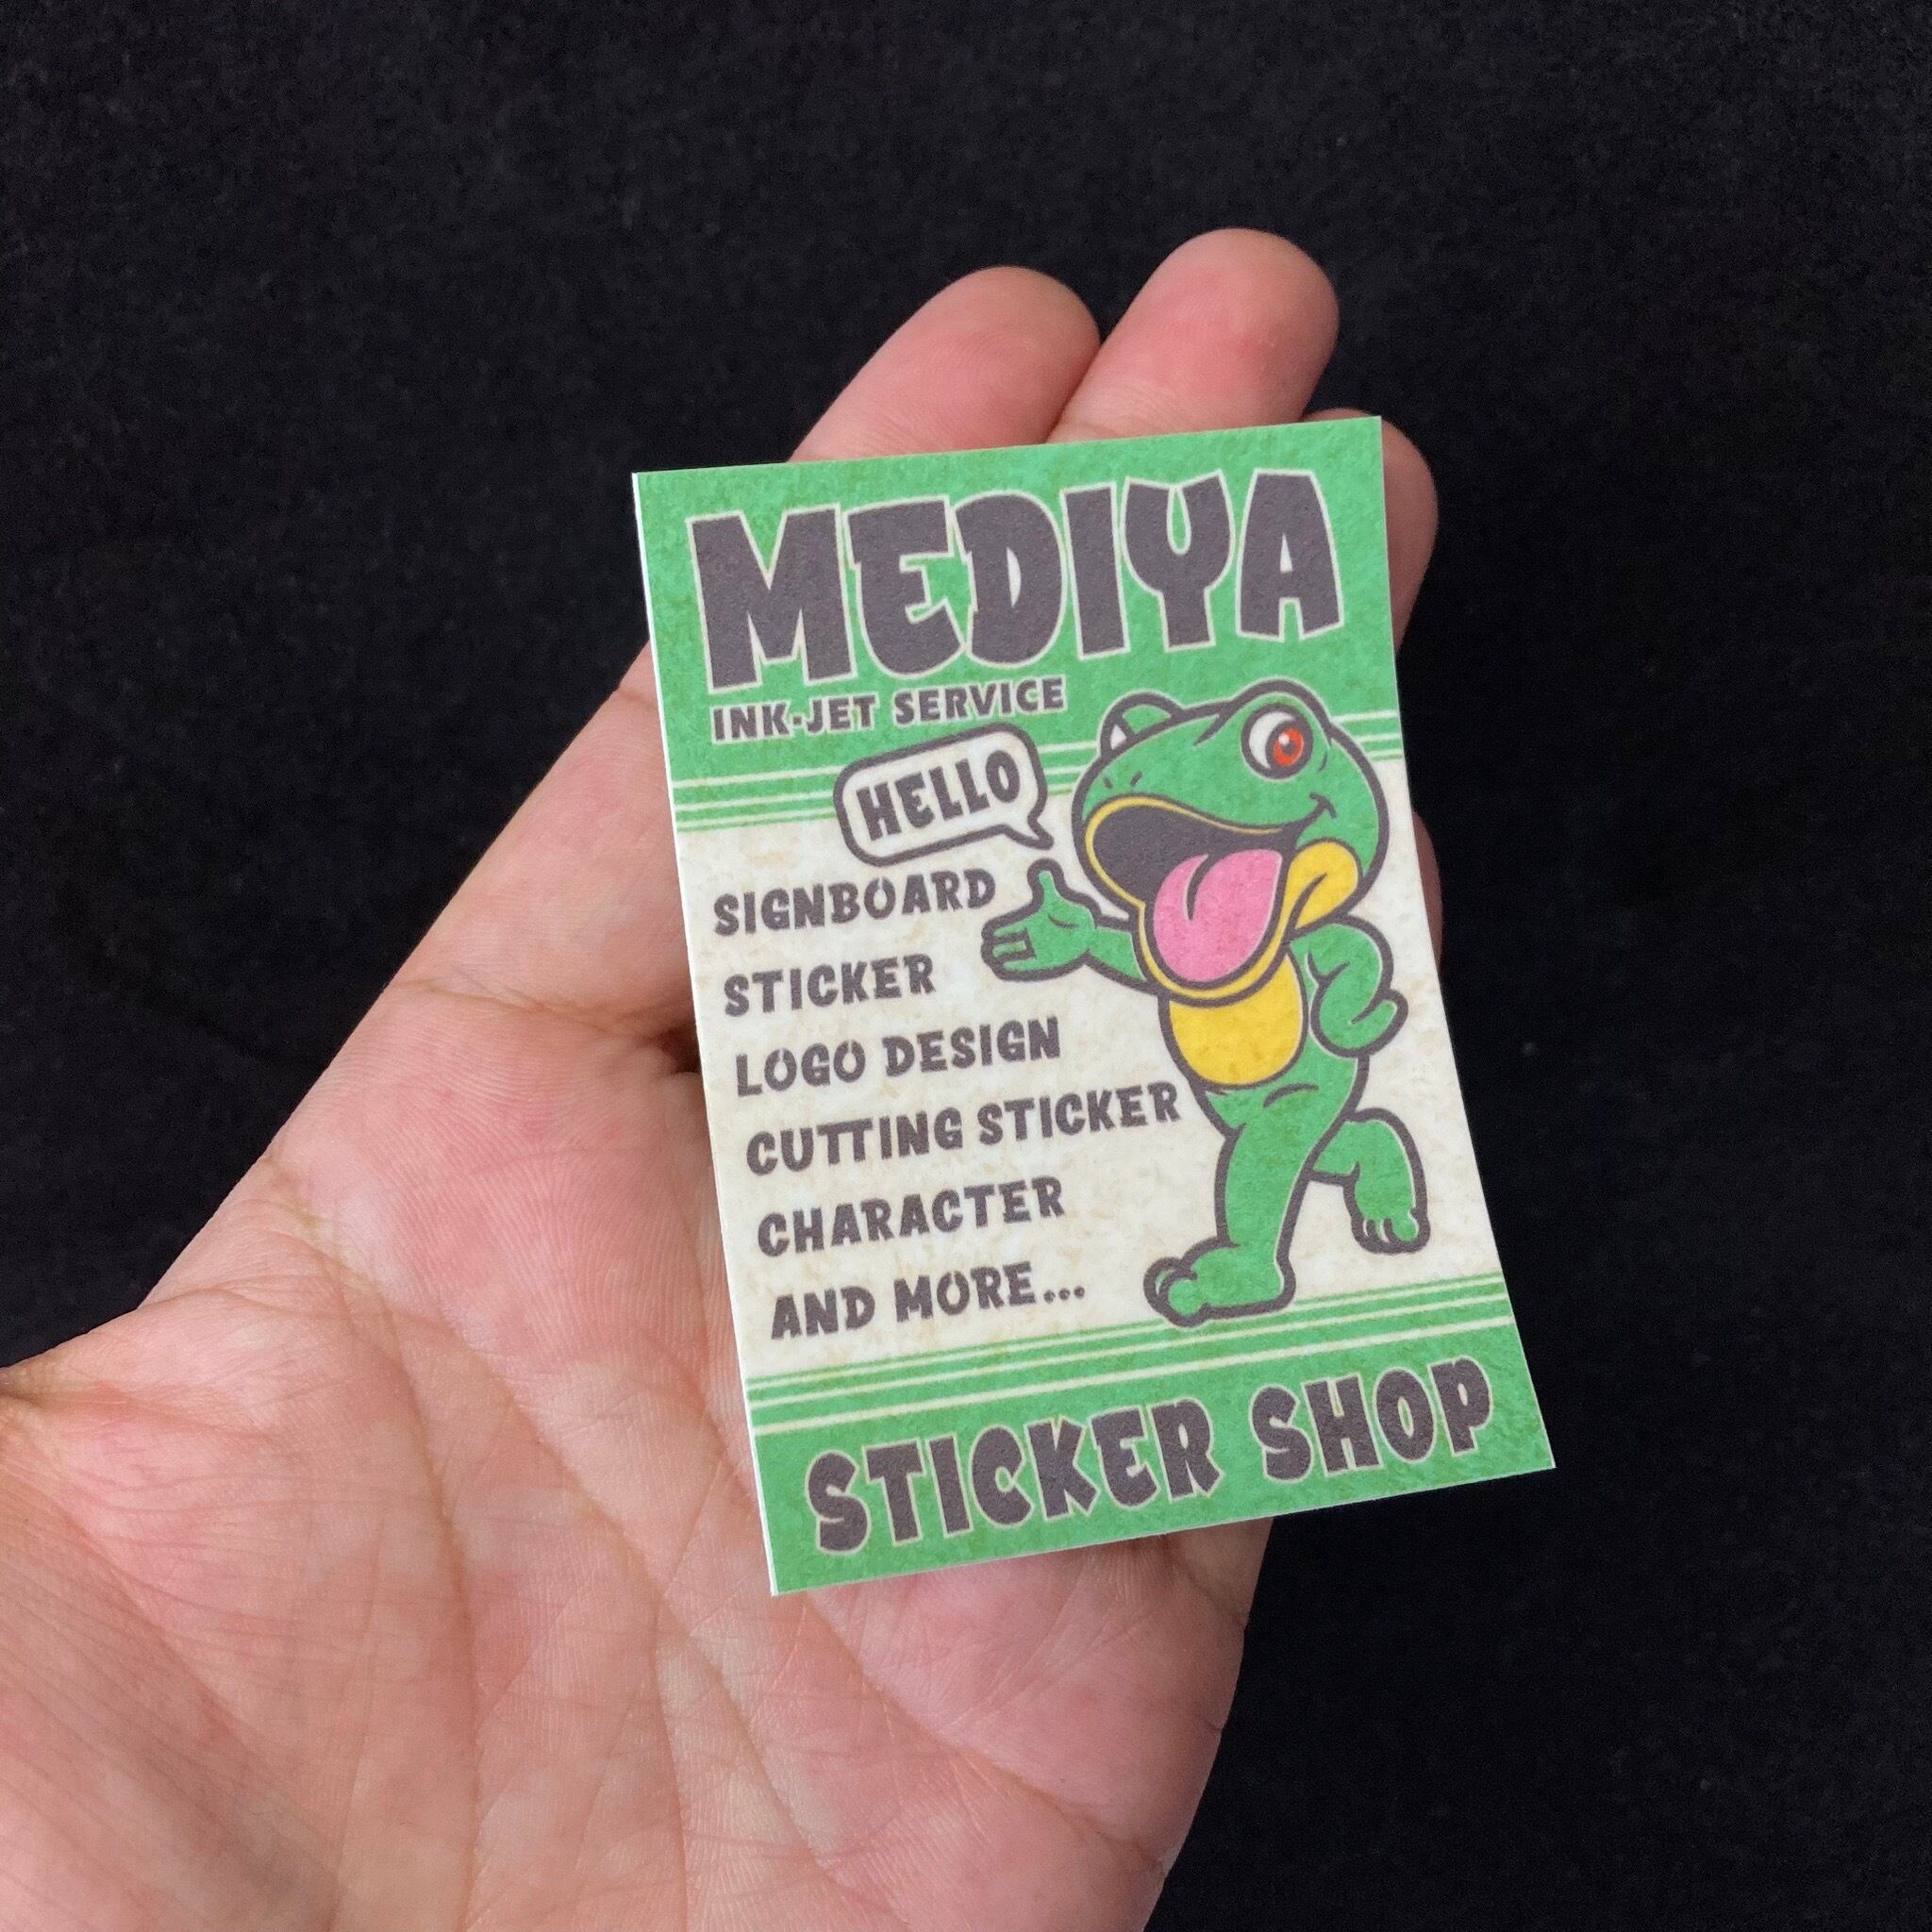 MEDIYA
INK-JET SERVICE
HELLO
SIGNBOARD
STICKER
LOGO DESIGN
CUTTING STICKER
CHARACTER
AND MORE...
STICKER SHOP